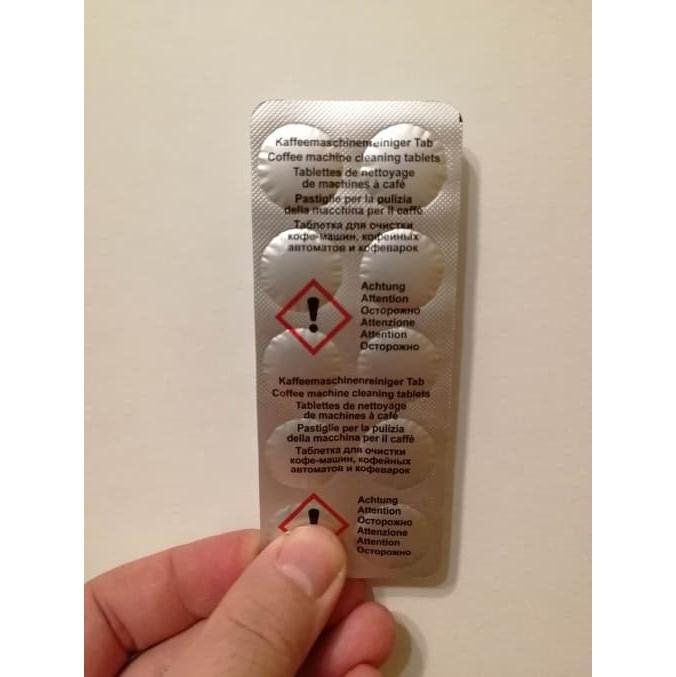 Kaffeemaschinenreiniger Tab
Coffee machine cleaning tablets
Tablettes de nettoyage
de machines à café
Pastiglie per la pulizia
della macchina per il caffè
Таблетка для очистки
кофе-машин, кофейных
автоматов и кофеварок
Achtung
Attention
Осторожно
Attenzione
Attention
Осторожно
Kaffeemaschinenreiniger Tab
Coffee machine cleaning tablets
Tablettes de nettoyage
de machines à café
Pastiglie per la pulizia
della macchina per il caffè
Таблетка для очистки
кофе-машин, кофейных
автоматов и кофеварок
Achtung
Attention
Осторожно
Attenzione
Attention
Осторожно